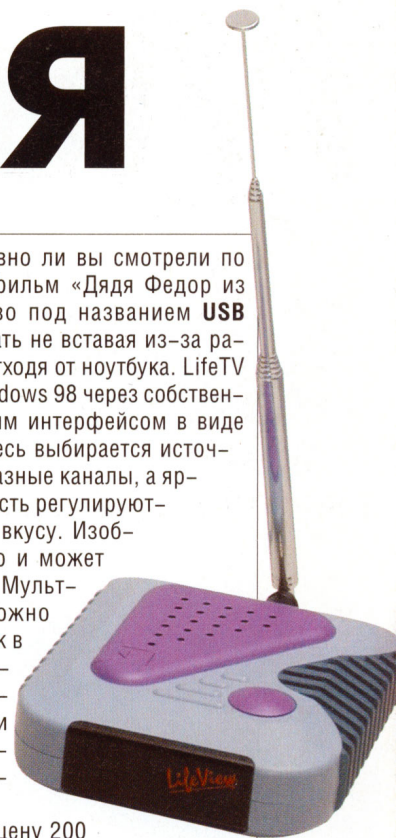 Я
вно ли вы смотрели по
рильм «Дядя Федор из
во под названием USB
ать не вставая из-за ра-
тходя от ноутбука. LifeTV
dows 98 через собствен-
ым интерфейсом в виде
есь выбирается источ-
азные каналы, а яр-
сть регулируют-
вкусу. Изоб-
о и может
Мульт-
ожно
к в
и
LifeView
цену 200